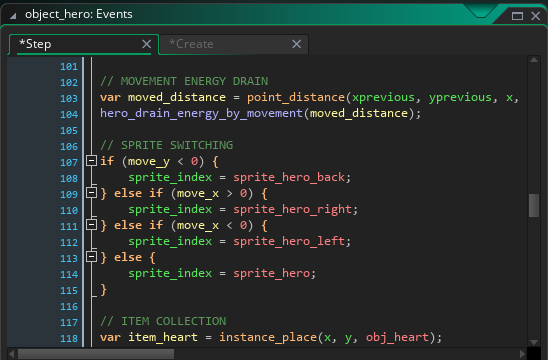 object_hero: Events
*Step
*Create
101
102 // MOVEMENT ENERGY DRAIN
103 var moved_distance = point_distance(xprevious, yprevious, x,
104 hero_drain_energy_by_movement(moved_distance);
105
106 // SPRITE SWITCHING
107 if (move_y < 0) {
108 sprite_index = sprite_hero_back;
109 } else if (move_x > 0) {
110 sprite_index = sprite_hero_right;
111 } else if (move_x < 0) {
112 sprite_index = sprite_hero_left;
113 } else {
114 sprite_index = sprite_hero;
115 }
116
117 // ITEM COLLECTION
118 var item_heart = instance_place(x, y, obj_heart);